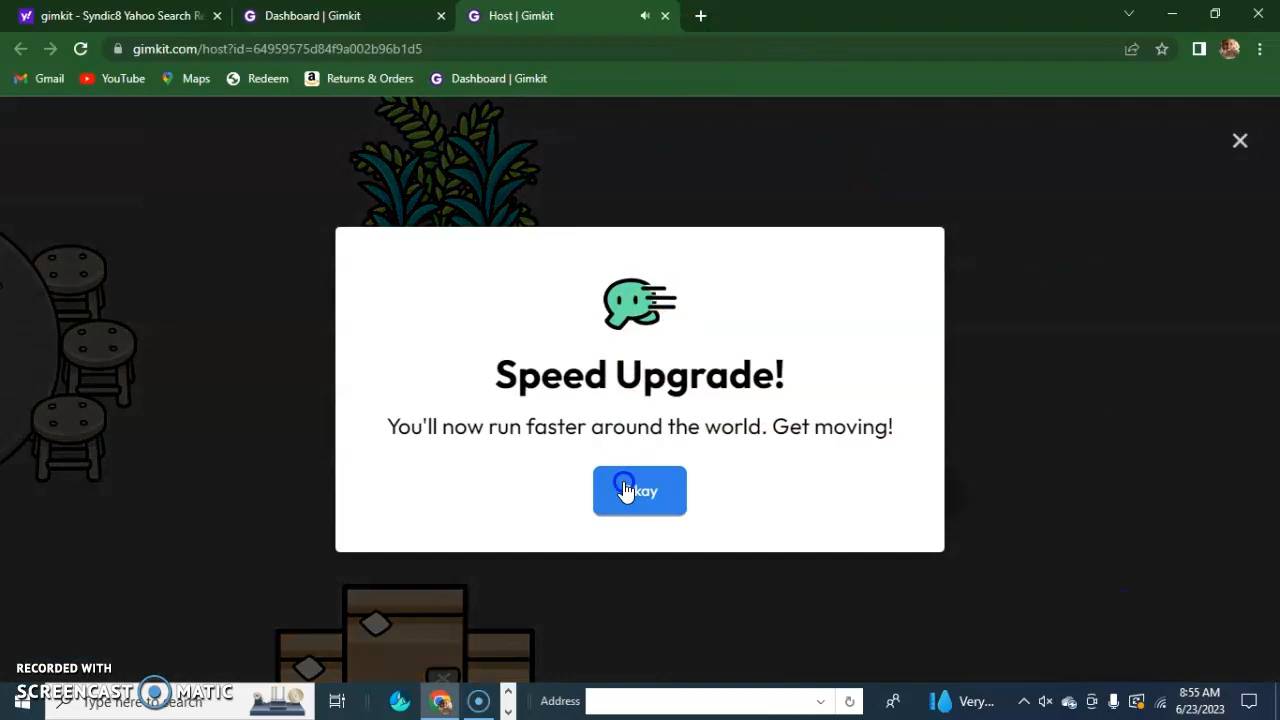 gimkit - Syndic8 Yahoo Search Re
Dashboard | Gimkit
Host | Gimkit
gimkit.com/host?id=64959575d84f9a002b96b1d5
Gmail
YouTube
Maps
Redeem
Returns & Orders
Dashboard | Gimkit
Speed Upgrade!
You'll now run faster around the world. Get moving!
kay
RECORDED WITH
SCREENCAST MATIC
Type here to search
Address
Very...
8:55 AM
6/23/2023